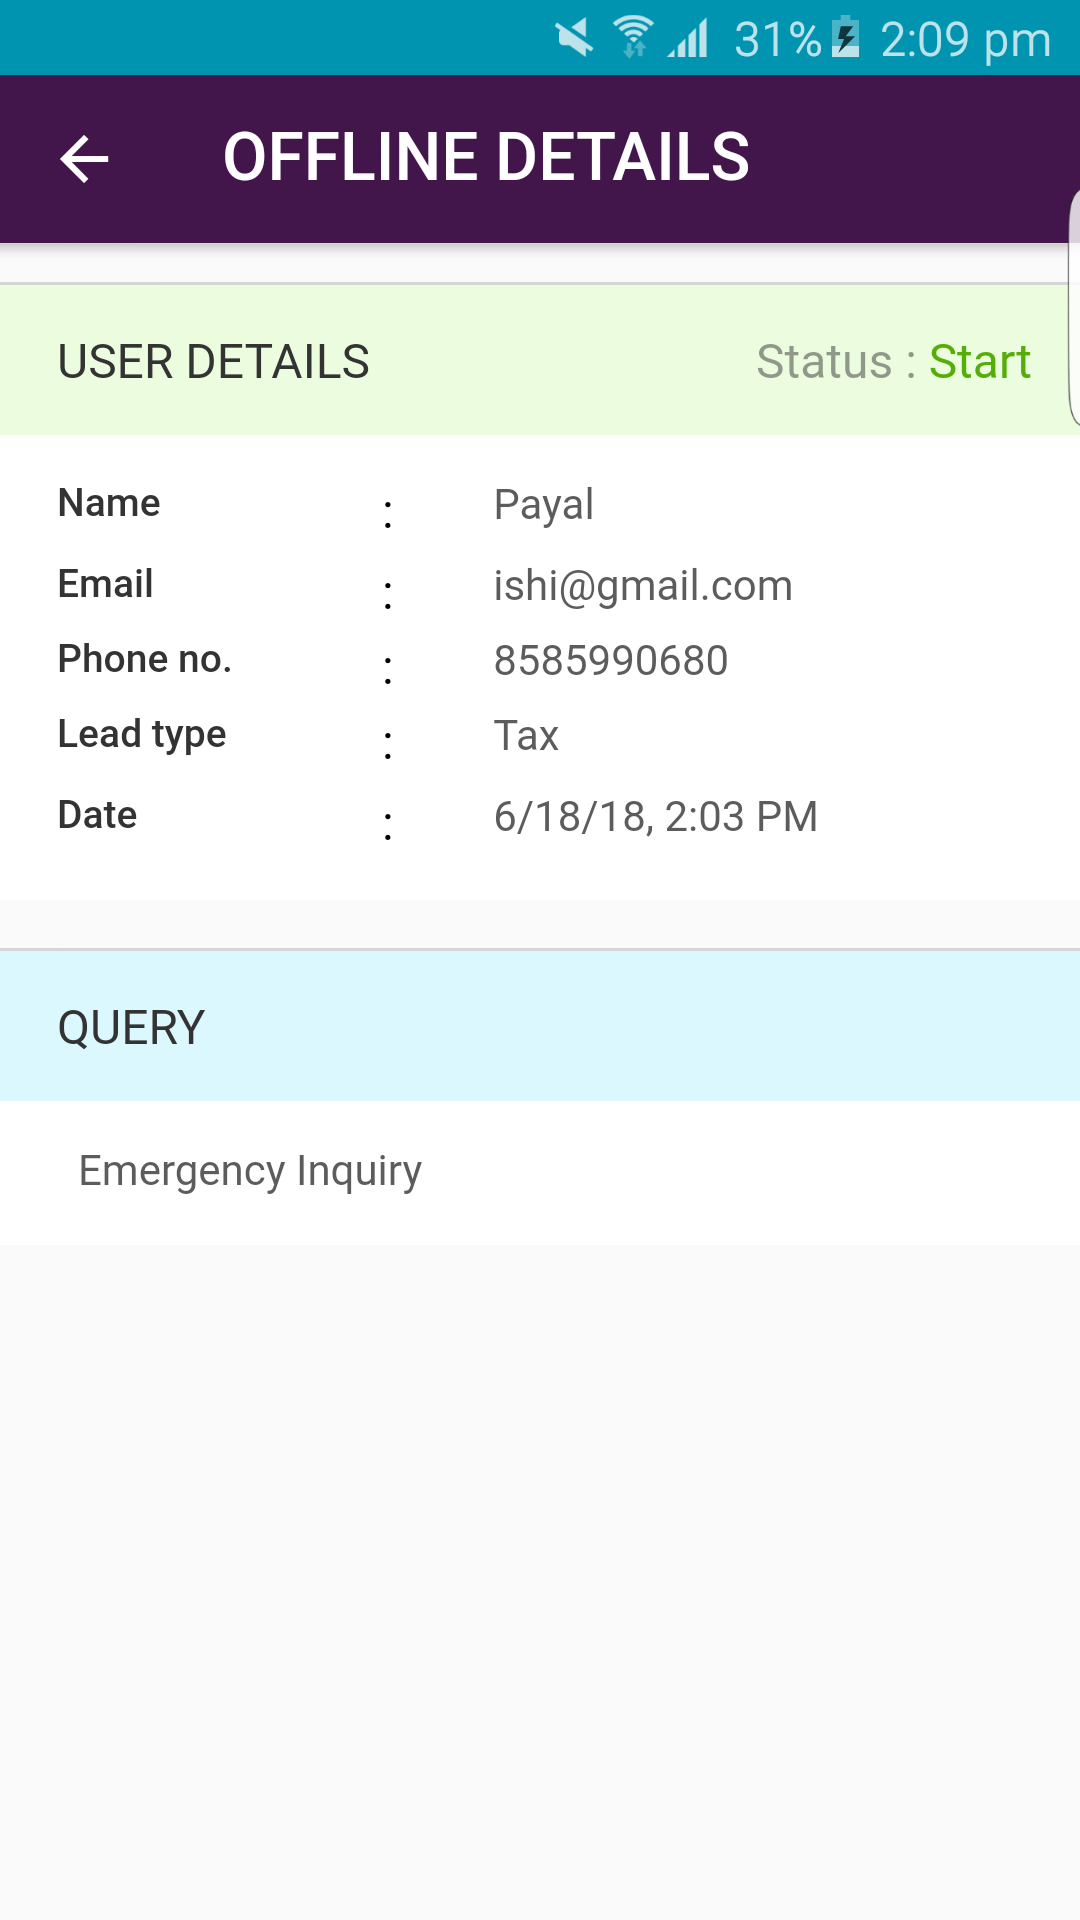 31% 2:09 pm
OFFLINE DETAILS
USER DETAILS Status : Start
Name : Payal
Email : ishi@gmail.com
Phone no. : 8585990680
Lead type : Tax
Date : 6/18/18, 2:03 PM
QUERY
Emergency Inquiry